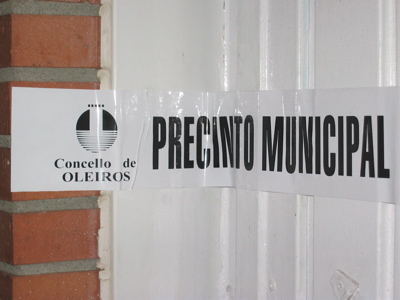 PRECINTO MUNICIPAL
Concello de
OLEIROS